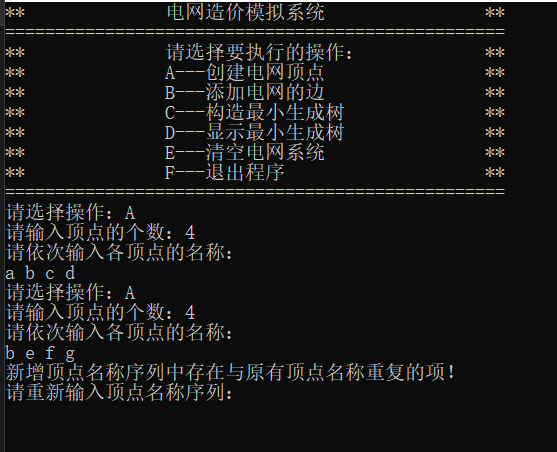 **              电网造价模拟系统                **
==================================================
**              请选择要执行的操作:             **
**              A---创建电网顶点                **
**              B---添加电网的边                **
**              C---构造最小生成树              **
**              D---显示最小生成树              **
**              E---清空电网系统                **
**              F---退出程序                    **
==================================================
请选择操作: A
请输入顶点的个数: 4
请依次输入各顶点的名称:
a b c d
请选择操作: A
请输入顶点的个数: 4
请依次输入各顶点的名称:
b e f g
新增顶点名称序列中存在与原有顶点名称重复的项!
请重新输入顶点名称序列: